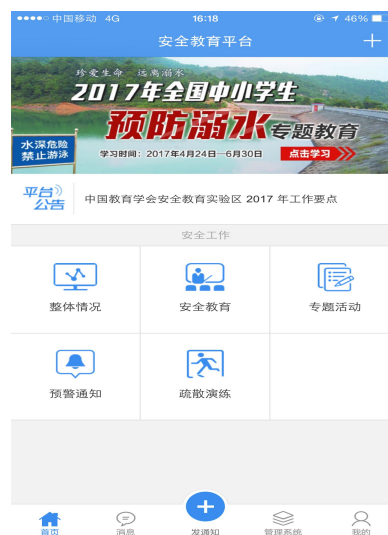 中国移动 4G 16:18 46%
安全教育平台
珍爱生命 远离溺水
2017年全国中小学生
预防溺水专题教育
水深危险
禁止游泳
学习时间：2017年4月24日—6月30日 点击学习
平台
公告
中国教育学会安全教育实验区 2017 年工作要点
安全工作
整体情况 安全教育 专题活动
预警通知 疏散演练
首页 消息 发通知 管理系统 我的